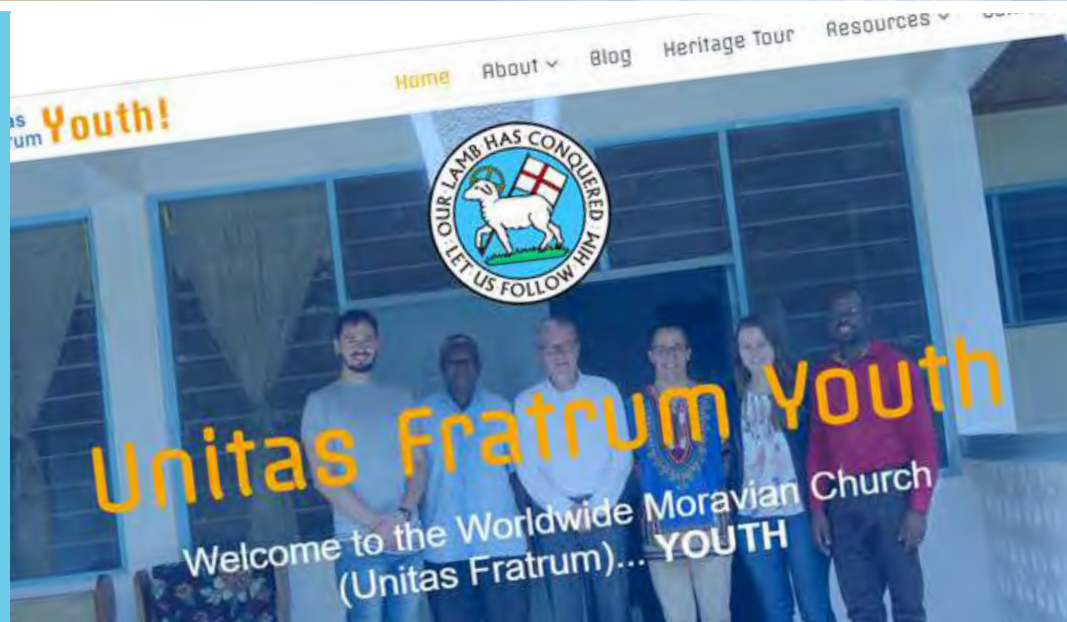 Home About Blog Heritage Tour Resources
Youth!
OUR LAMB HAS CONQUERED
LET US FOLLOW HIM
Unitas Fratrum Youth
Welcome to the Worldwide Moravian Church
(Unitas Fratrum)... YOUTH